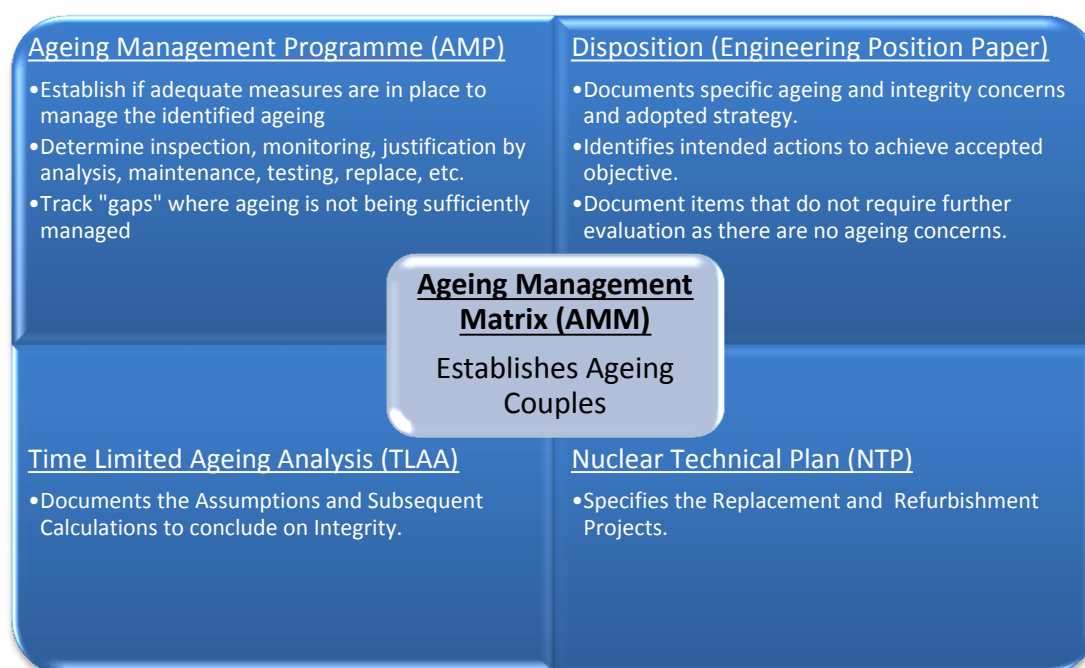 Ageing Management Programme (AMP)
•Establish if adequate measures are in place to
manage the identified ageing
•Determine inspection, monitoring, justification by
analysis, maintenance, testing, replace, etc.
•Track "gaps" where ageing is not being sufficiently
managed
Disposition (Engineering Position Paper)
•Documents specific ageing and integrity concerns
and adopted strategy.
•Identifies intended actions to achieve accepted
objective.
•Document items that do not require further
evaluation as there are no ageing concerns.
Ageing Management
Matrix (AMM)
Establishes Ageing
Couples
Time Limited Ageing Analysis (TLAA)
•Documents the Assumptions and Subsequent
Calculations to conclude on Integrity.
Nuclear Technical Plan (NTP)
•Specifies the Replacement and  Refurbishment
Projects.